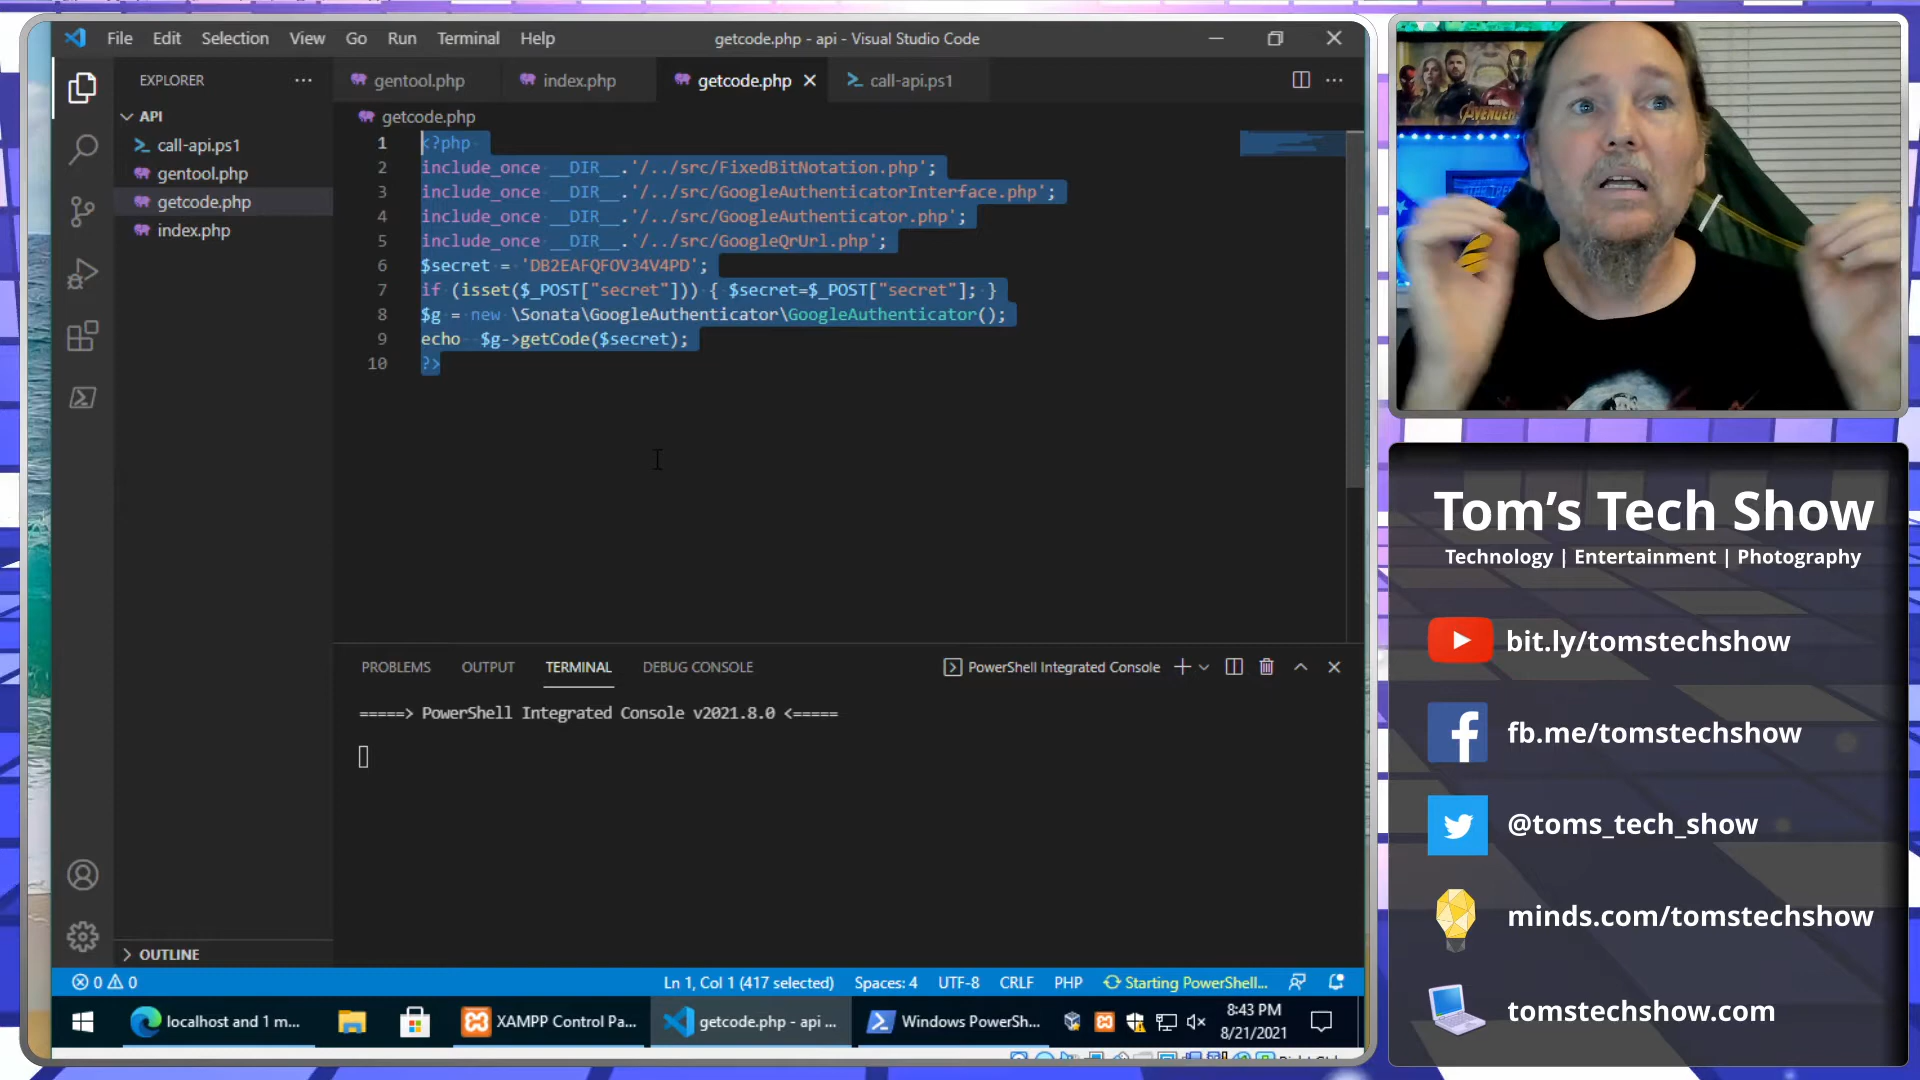 File Edit Selection View Go Run Terminal Help
getcode.php - api - Visual Studio Code
EXPLORER
API
call-api.ps1
gentool.php
getcode.php
index.php
OUTLINE
gentool.php index.php getcode.php call-api.ps1
getcode.php
1 <?php
2 include_once __DIR__.'/../src/FixedBitNotation.php';
3 include_once __DIR__.'/../src/GoogleAuthenticatorInterface.php';
4 include_once __DIR__.'/../src/GoogleAuthenticator.php';
5 include_once __DIR__.'/../src/GoogleQrUrl.php';
6 $secret = 'DB2EAFQFOV34V4PD';
7 if (isset($_POST["secret"])) { $secret=$_POST["secret"]; }
8 $g = new \Sonata\GoogleAuthenticator\GoogleAuthenticator();
9 echo  $g->getCode($secret);
10 ?>
PROBLEMS OUTPUT TERMINAL DEBUG CONSOLE PowerShell Integrated Console
=====> PowerShell Integrated Console v2021.8.0 <=====
0 0 Ln 1, Col 1 (417 selected) Spaces: 4 UTF-8 CRLF PHP Starting PowerShell...
localhost and 1 m... XAMPP Control Pa... getcode.php - api ... Windows PowerSh...
8:43 PM
8/21/2021
AVENGERS
Tom's Tech Show
Technology | Entertainment | Photography
bit.ly/tomstechshow
fb.me/tomstechshow
@toms_tech_show
minds.com/tomstechshow
tomstechshow.com